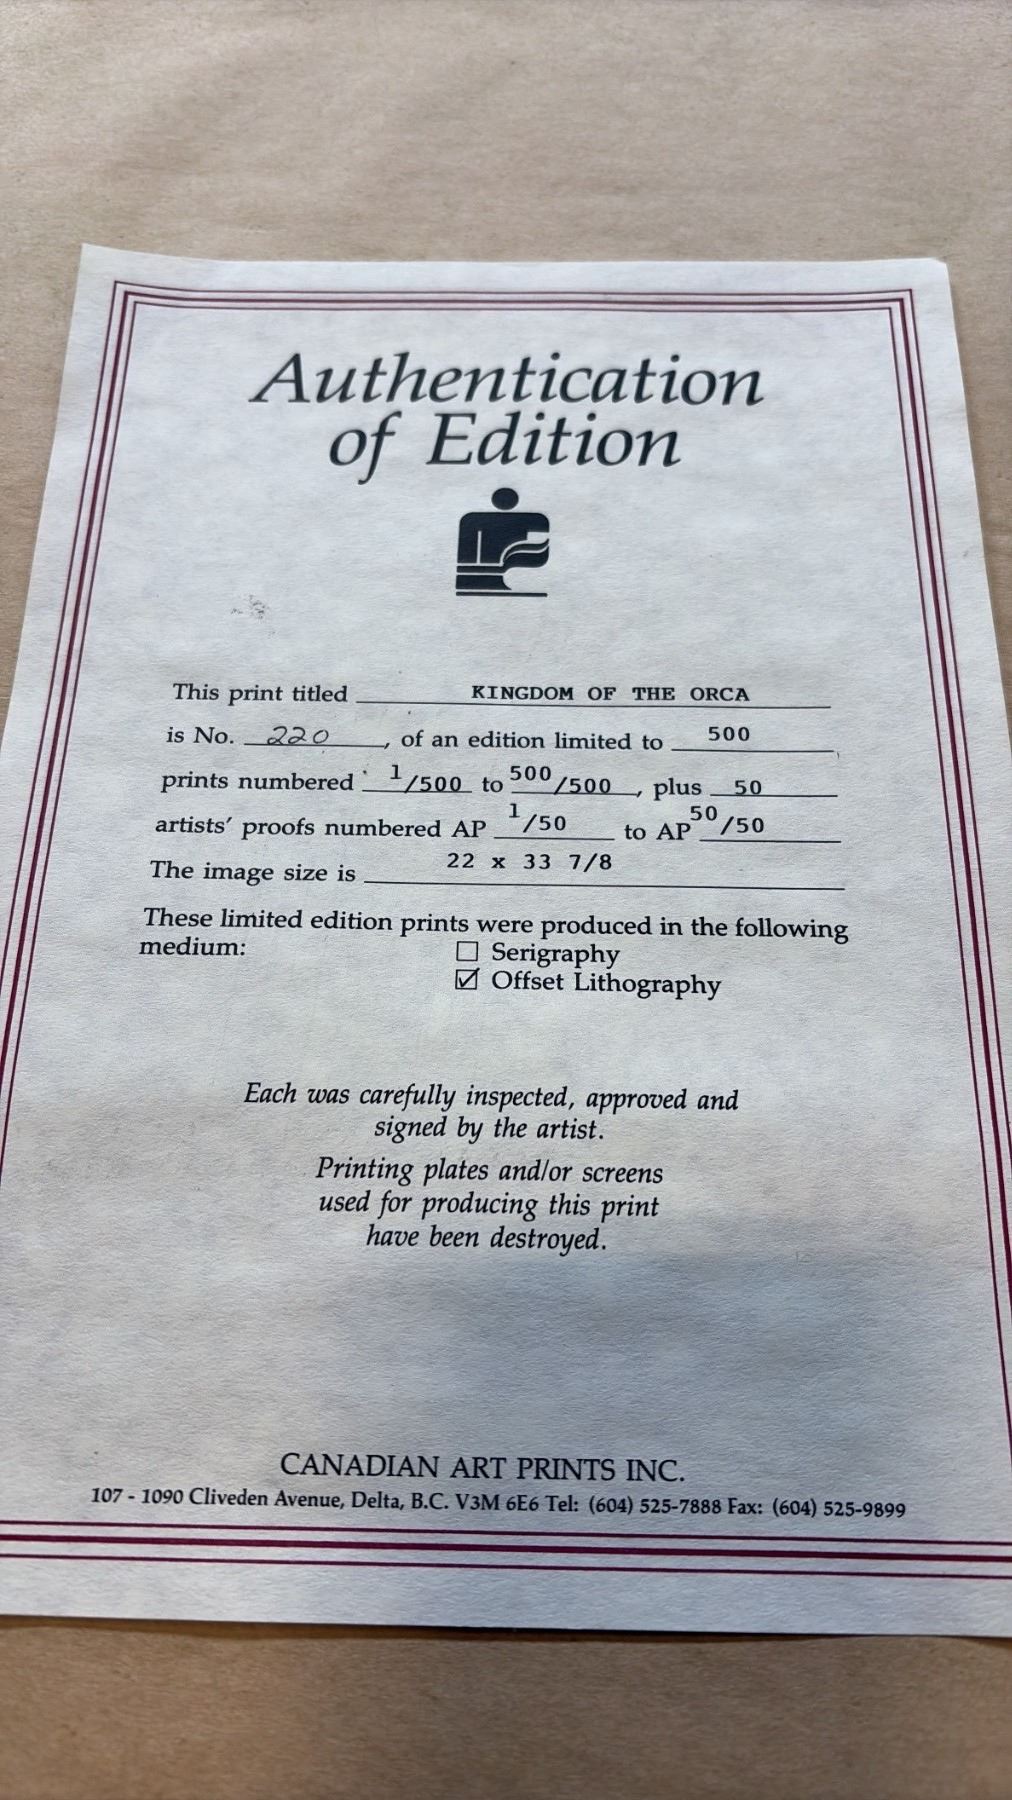 Authentication
of Edition
This print titled KINGDOM OF THE ORCA
is No. 220, of an edition limited to 500
prints numbered 1/500 to 500/500, plus 50
artists' proofs numbered AP 1/50 to AP 50/50
The image size is 22 x 33 7/8
These limited edition prints were produced in the following
medium: ☐ Serigraphy
☑ Offset Lithography
Each was carefully inspected, approved and
signed by the artist.
Printing plates and/or screens
used for producing this print
have been destroyed.
CANADIAN ART PRINTS INC.
107 - 1090 Cliveden Avenue, Delta, B.C. V3M 6E6 Tel: (604) 525-7888 Fax: (604) 525-9899